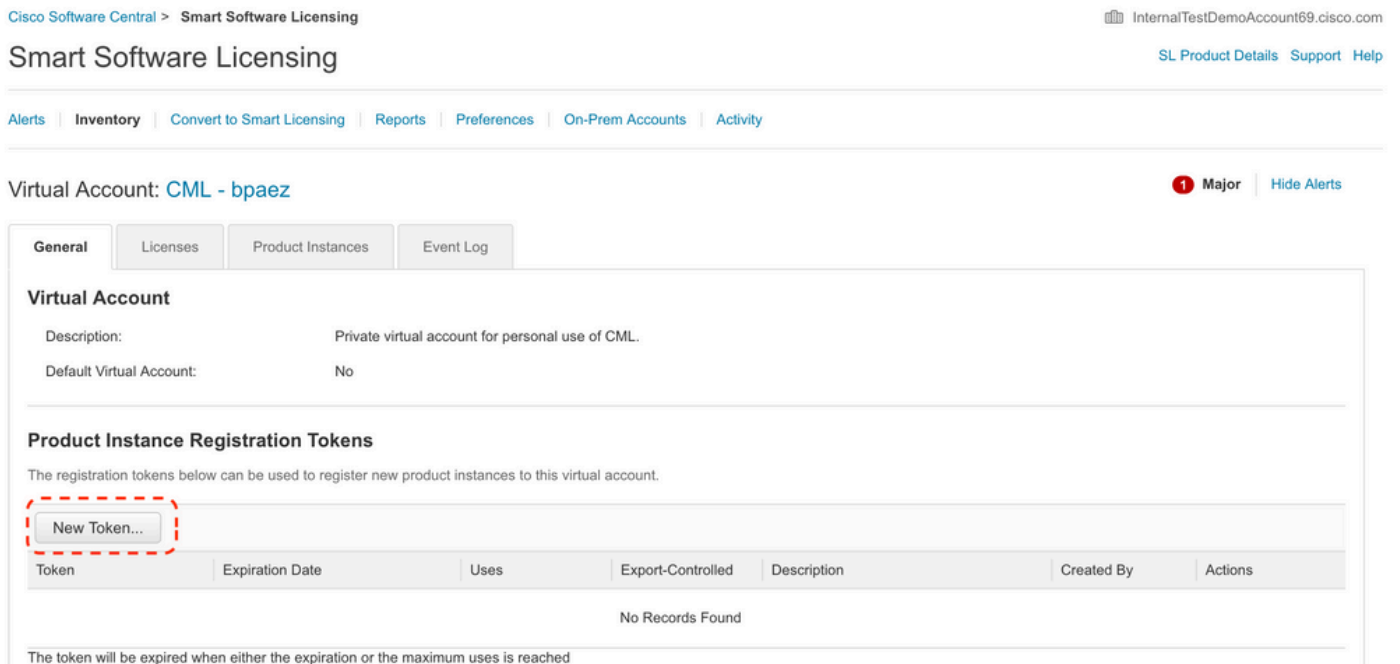 Cisco Software Central > Smart Software Licensing
InternalTestDemoAccount69.cisco.com
Smart Software Licensing
SL Product Details Support Help
Alerts Inventory Convert to Smart Licensing Reports Preferences On-Prem Accounts Activity
Virtual Account: CML - bpaez
1 Major Hide Alerts
General Licenses Product Instances Event Log
Virtual Account
Description: Private virtual account for personal use of CML.
Default Virtual Account: No
Product Instance Registration Tokens
The registration tokens below can be used to register new product instances to this virtual account.
New Token...
Token Expiration Date Uses Export-Controlled Description Created By Actions
No Records Found
The token will be expired when either the expiration or the maximum uses is reached